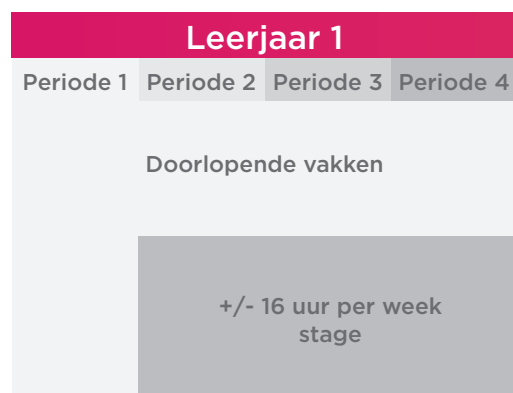 Leerjaar 1
Periode 1 Periode 2 Periode 3 Periode 4
Doorlopende vakken
+/- 16 uur per week
stage